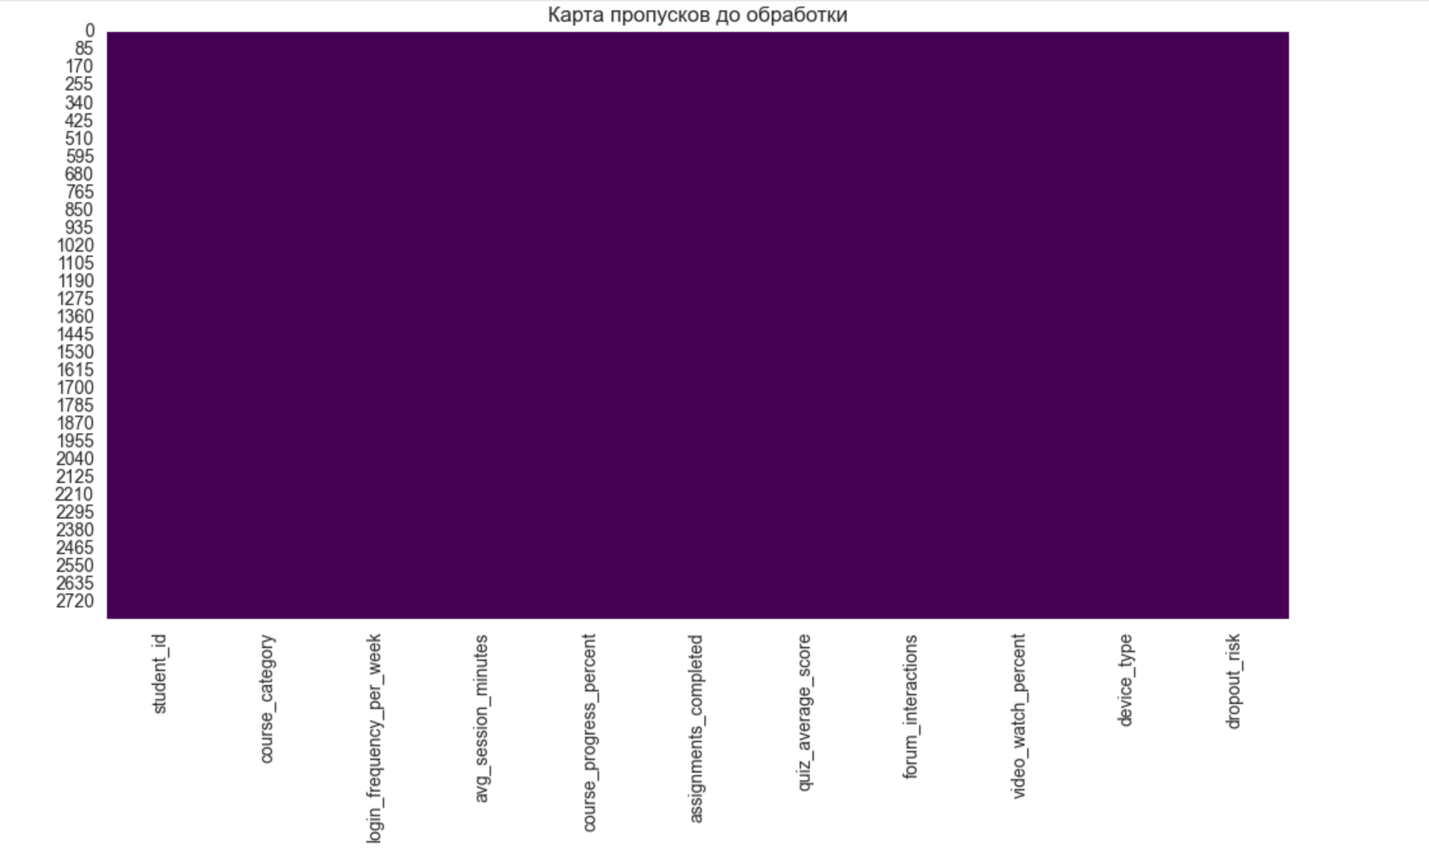 Карта пропусков до обработки
0
85
170
255
340
425
510
595
680
765
850
935
1020
1105
1190
1275
1360
1445
1530
1615
1700
1785
1870
1955
2040
2125
2210
2295
2380
2465
2550
2635
2720
student_id
course_category
login_frequency_per_week
avg_session_minutes
course_progress_percent
assignments_completed
quiz_average_score
forum_interactions
video_watch_percent
device_type
dropout_risk